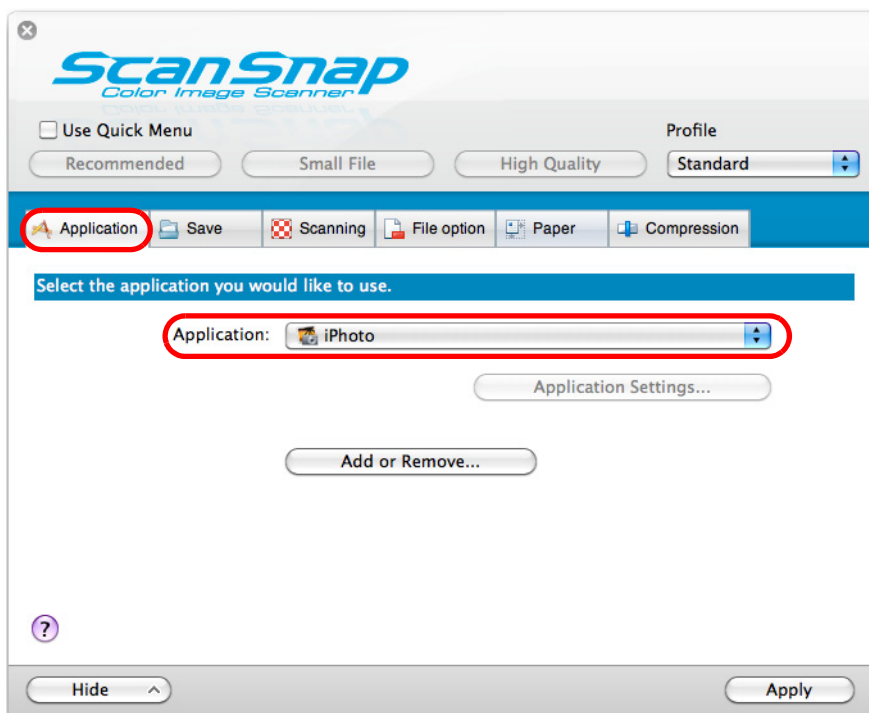 ScanSnap
Color Image Scanner
Use Quick Menu
Profile
Recommended Small File High Quality Standard
Application Save Scanning File option Paper Compression
Select the application you would like to use.
Application: iPhoto
Application Settings...
Add or Remove...
?
Hide Apply